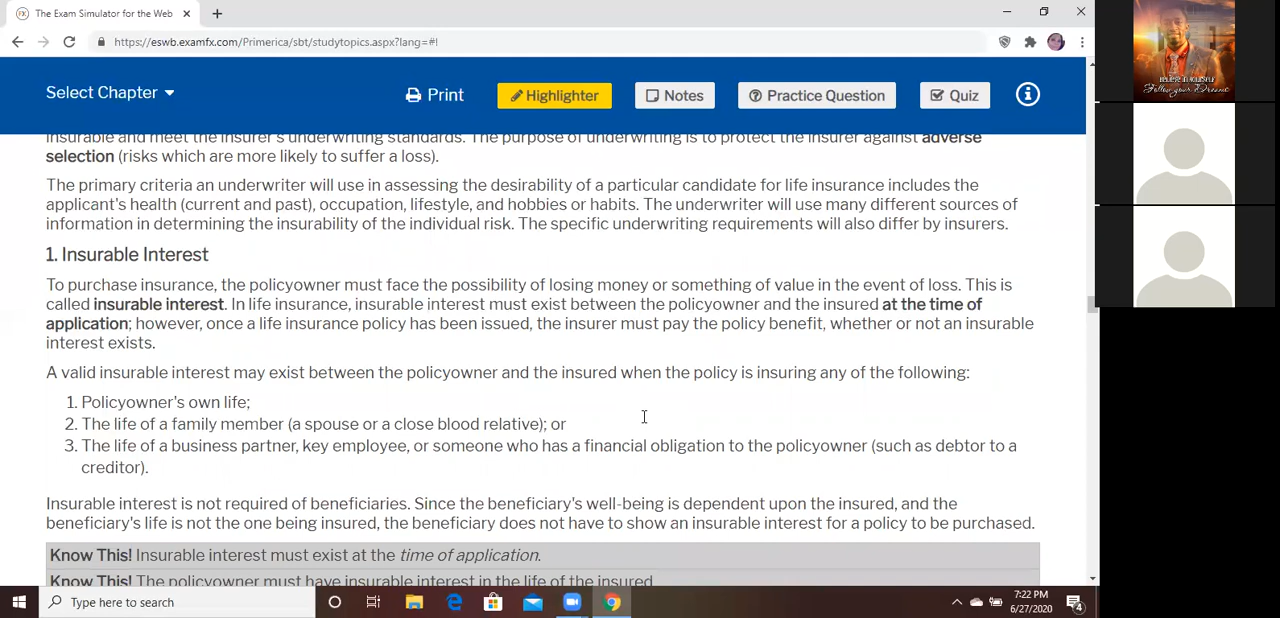 The Exam Simulator for the Web
https://eswb.examfx.com/Primerica/sbt/studytopics.aspx?lang=#!
Select Chapter
Print
Highlighter
Notes
Practice Question
Quiz
insurable and meet the insurer's underwriting standards. The purpose of underwriting is to protect the insurer against adverse
selection (risks which are more likely to suffer a loss).
The primary criteria an underwriter will use in assessing the desirability of a particular candidate for life insurance includes the
applicant's health (current and past), occupation, lifestyle, and hobbies or habits. The underwriter will use many different sources of
information in determining the insurability of the individual risk. The specific underwriting requirements will also differ by insurers.
1. Insurable Interest
To purchase insurance, the policyowner must face the possibility of losing money or something of value in the event of loss. This is
called insurable interest. In life insurance, insurable interest must exist between the policyowner and the insured at the time of
application; however, once a life insurance policy has been issued, the insurer must pay the policy benefit, whether or not an insurable
interest exists.
A valid insurable interest may exist between the policyowner and the insured when the policy is insuring any of the following:
1. Policyowner's own life;
2. The life of a family member (a spouse or a close blood relative); or
3. The life of a business partner, key employee, or someone who has a financial obligation to the policyowner (such as debtor to a
creditor).
Insurable interest is not required of beneficiaries. Since the beneficiary's well-being is dependent upon the insured, and the
beneficiary's life is not the one being insured, the beneficiary does not have to show an insurable interest for a policy to be purchased.
Know This! Insurable interest must exist at the time of application.
Know This! The policyowner must have insurable interest in the life of the insured
Type here to search
7:22 PM
6/27/2020
4
BELIEVE IN YOURSELF
Follow your Dreams